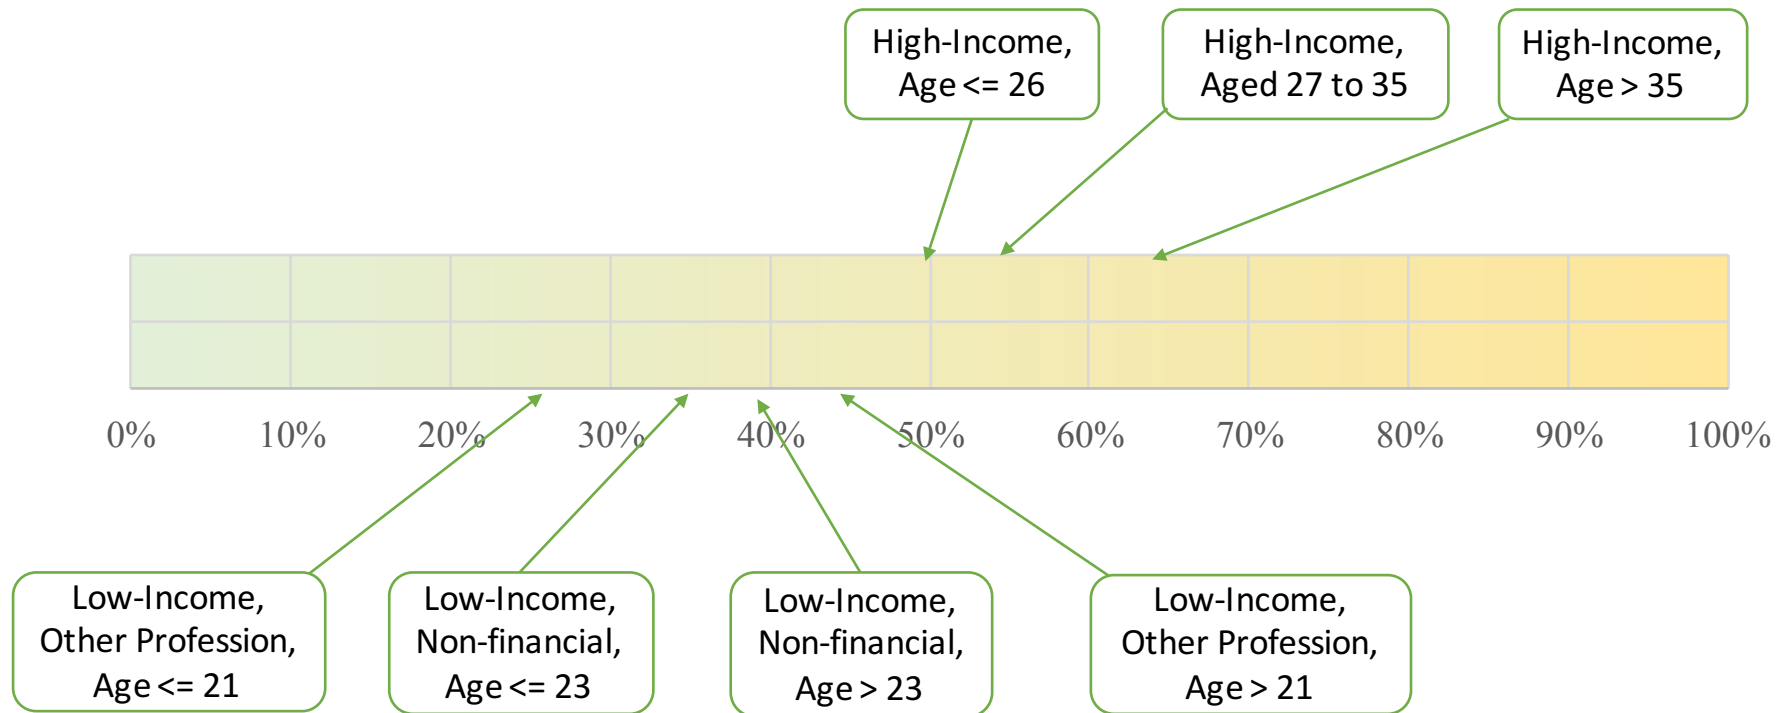 High-Income,
Age <= 26
High-Income,
Aged 27 to 35
High-Income,
Age > 35
0% 10% 20% 30% 40% 50% 60% 70% 80% 90% 100%
Low-Income,
Other Profession,
Age <= 21
Low-Income,
Non-financial,
Age <= 23
Low-Income,
Non-financial,
Age > 23
Low-Income,
Other Profession,
Age > 21